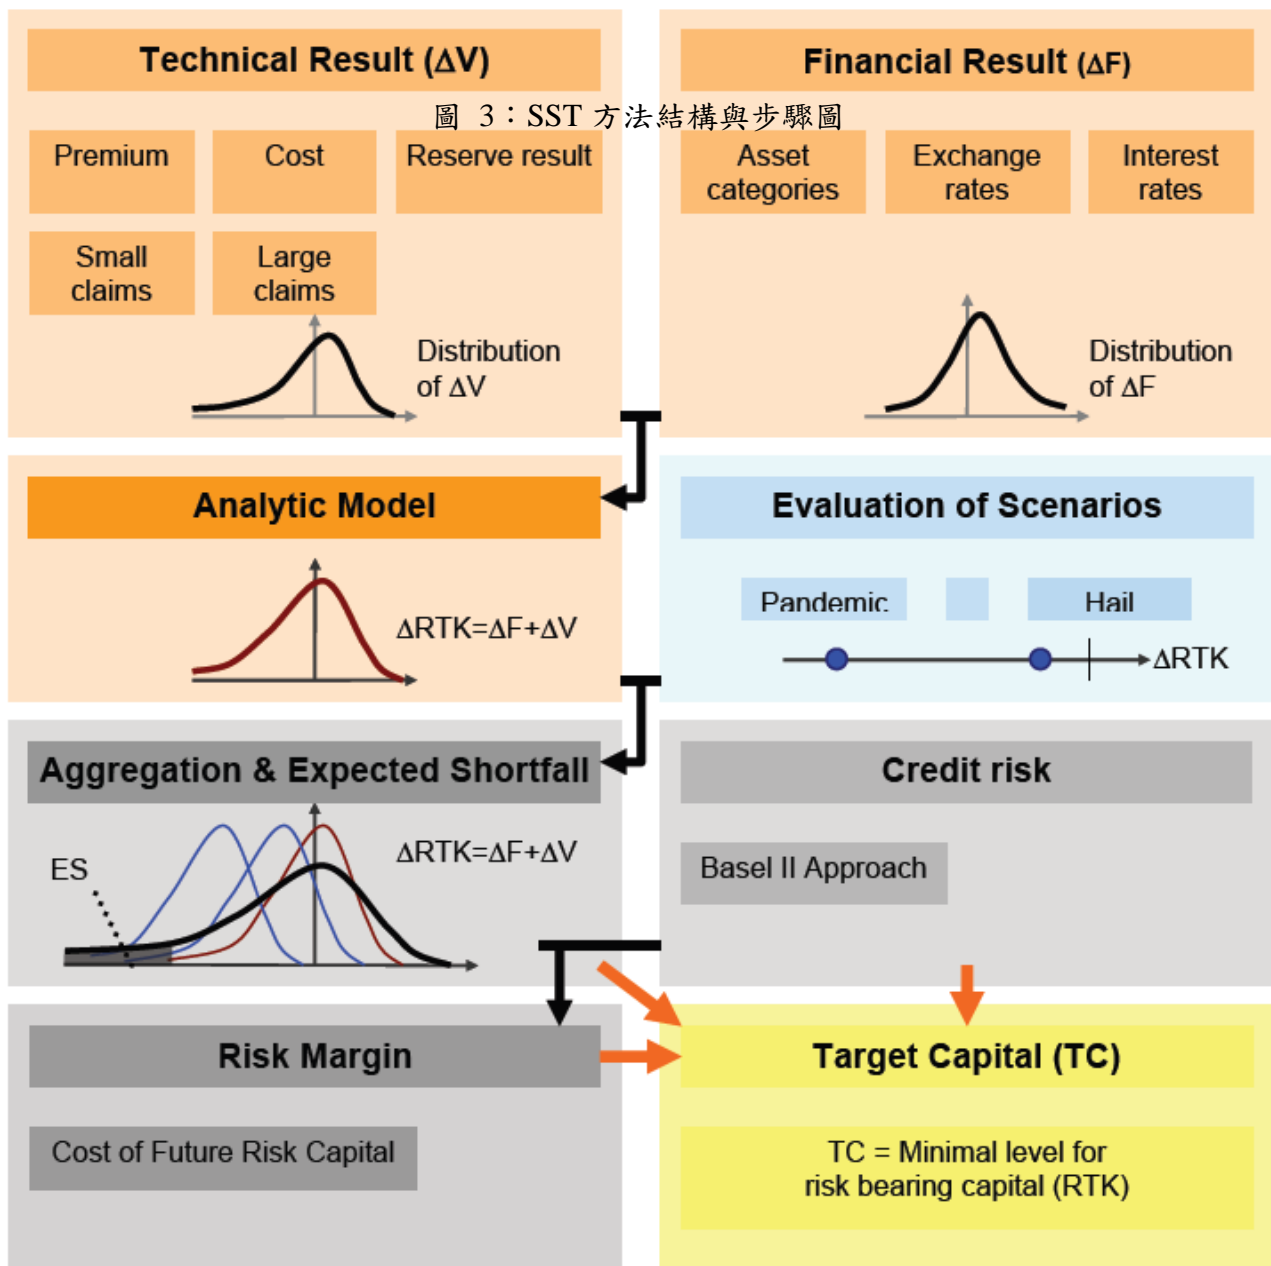 Technical Result (ΔV)
Financial Result (ΔF)
圖 3：SST 方法結構與步驟圖
Premium
Cost
Reserve result
Small
claims
Large
claims
Distribution
of ΔV
Asset
categories
Exchange
rates
Interest
rates
Distribution
of ΔF
Analytic Model
ΔRTK=ΔF+ΔV
Evaluation of Scenarios
Pandemic
Hail
ΔRTK
Aggregation & Expected Shortfall
ES
ΔRTK=ΔF+ΔV
Credit risk
Basel II Approach
Risk Margin
Cost of Future Risk Capital
Target Capital (TC)
TC = Minimal level for
risk bearing capital (RTK)